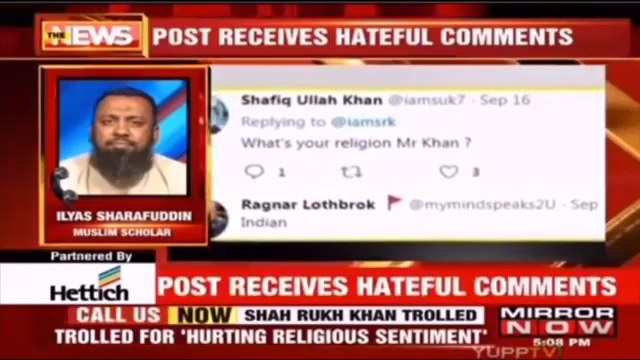 THE NEWS
POST RECEIVES HATEFUL COMMENTS
Shafiq Ullah Khan @iamsuk7 · Sep 16
Replying to @iamsrk
What's your religion Mr Khan ?
1 3
Ragnar Lothbrok @mymindspeaks2U · Sep
Indian
ILYAS SHARAFUDDIN
MUSLIM SCHOLAR
Partnered By
Hettich
POST RECEIVES HATEFUL COMMENTS
CALL US NOW SHAH RUKH KHAN TROLLED
TROLLED FOR 'HURTING RELIGIOUS SENTIMENT'
MIRROR
NOW
5:08 PM
YUPPTV